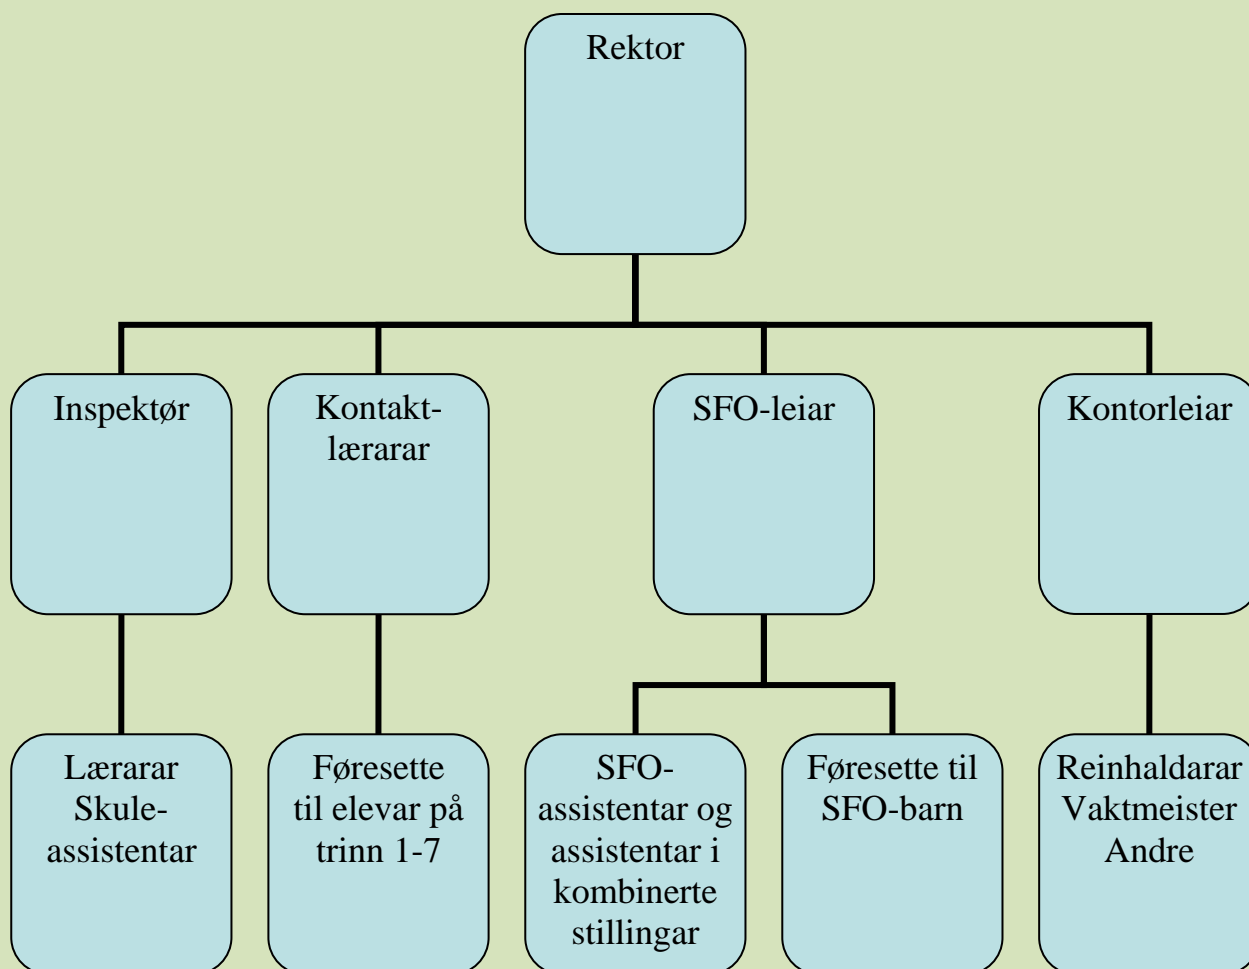 Rektor
Inspektør
Kontakt-
lærarar
SFO-leiar
Kontorleiar
Lærarar
Skule-
assistentar
Føresette
til elevar på
trinn 1-7
SFO-
assistentar og
assistentar i
kombinerte
stillingar
Føresette til
SFO-barn
Reinhaldarar
Vaktmeister
Andre